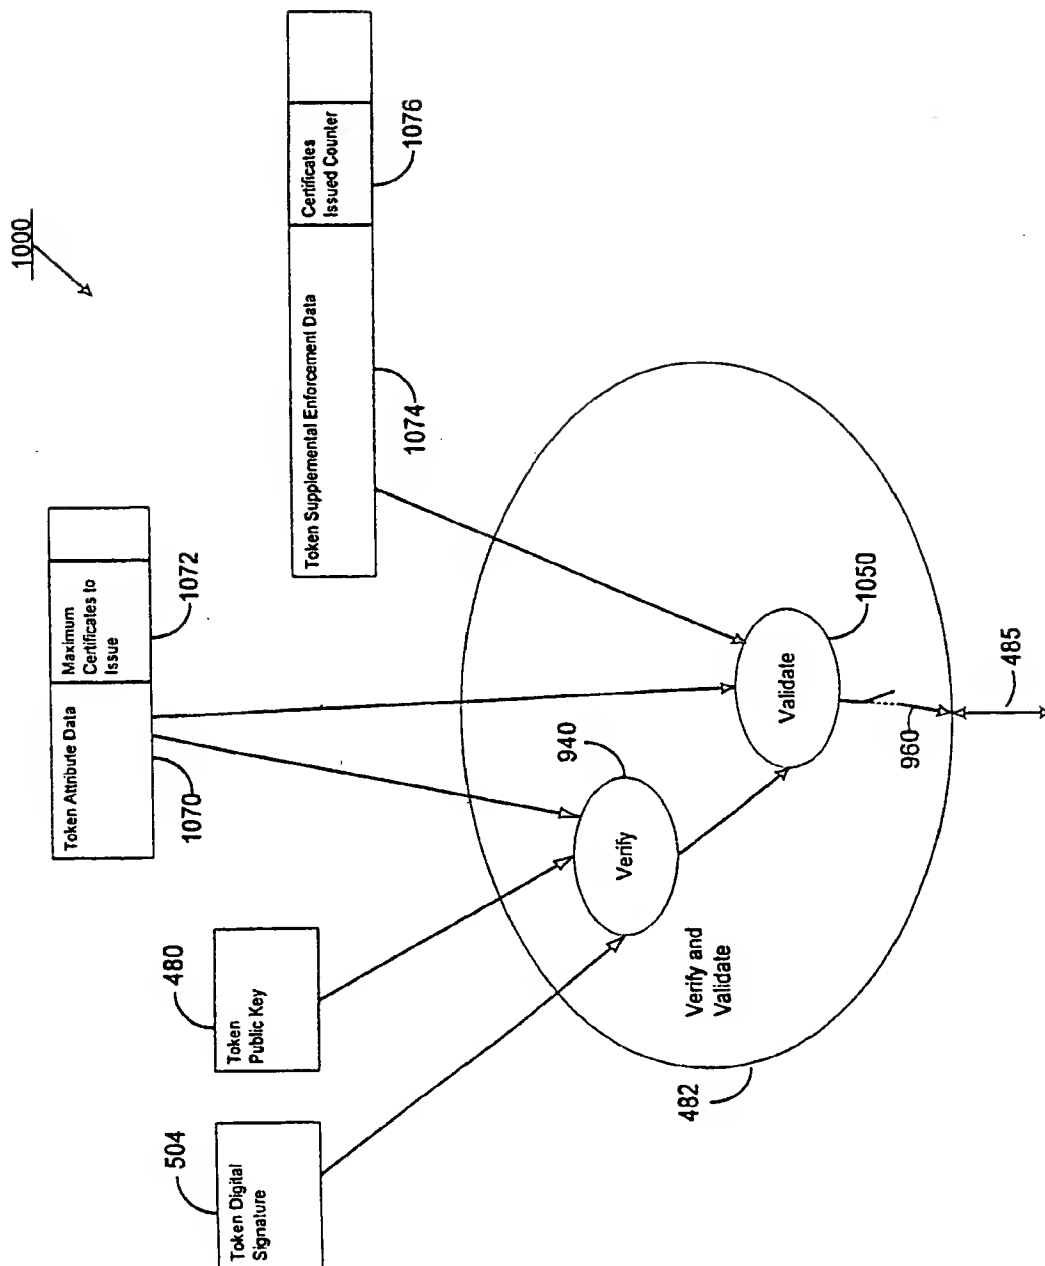 1000
Token Attribute Data
Maximum
Certificates to
Issue
1070
1072
Token Supplemental Enforcement Data
Certificates
Issued Counter
1074
1076
504
Token Digital
Signature
480
Token
Public Key
940
Verify
Validate
1050
Verify and
Validate
482
960
485